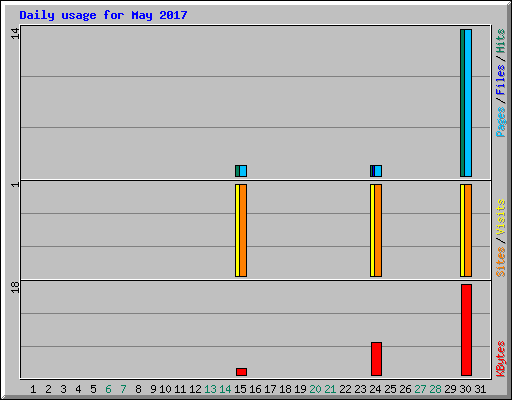 Daily usage for May 2017
14
Pages / Files / Hits
1
Sites / Visits
18
KBytes
1 2 3 4 5 6 7 8 9 10 11 12 13 14 15 16 17 18 19 20 21 22 23 24 25 26 27 28 29 30 31